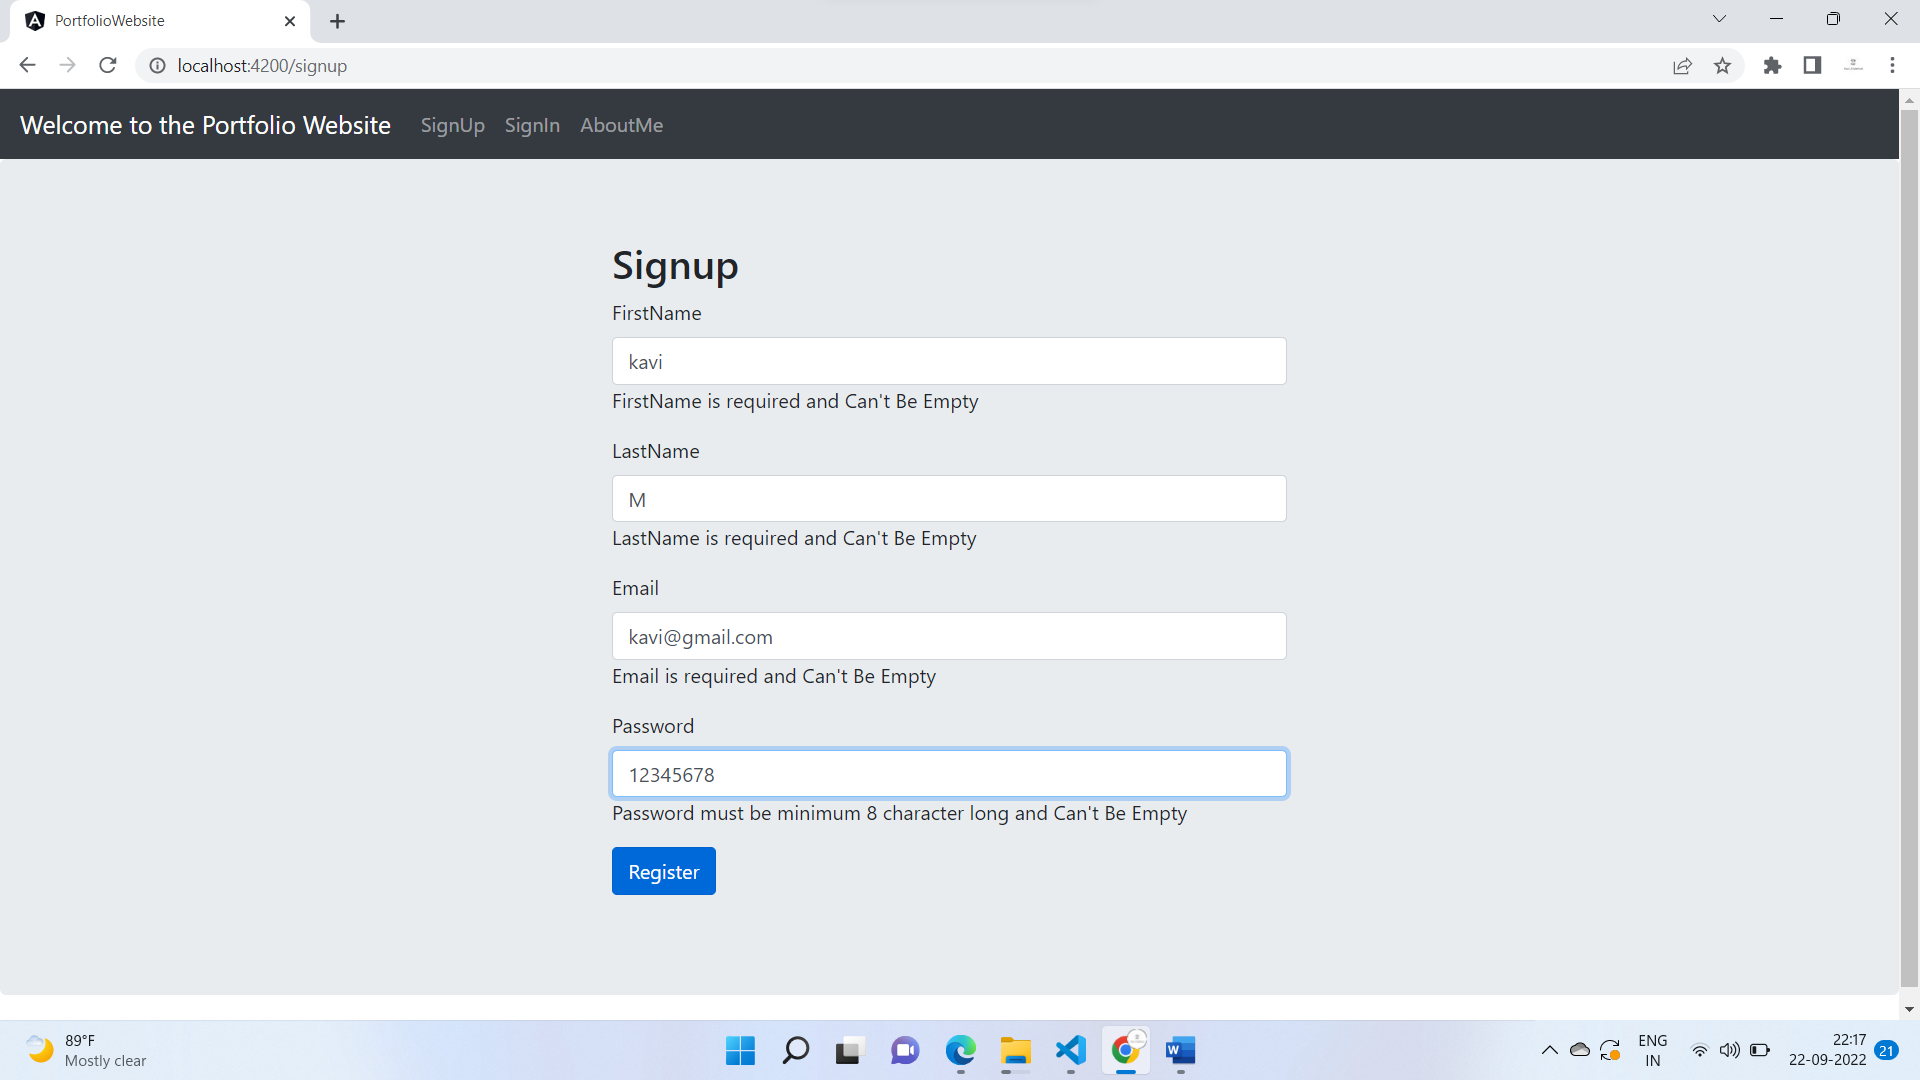 PortfolioWebsite
localhost:4200/signup
Welcome to the Portfolio Website SignUp SignIn AboutMe
Signup
FirstName
kavi
FirstName is required and Can't Be Empty
LastName
M
LastName is required and Can't Be Empty
Email
kavi@gmail.com
Email is required and Can't Be Empty
Password
12345678
Password must be minimum 8 character long and Can't Be Empty
Register
89°F
Mostly clear
W
ENG
IN
22:17
22-09-2022
21